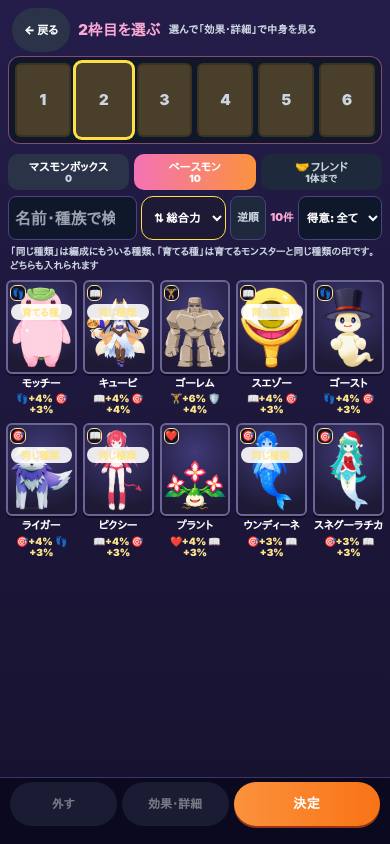 ← 戻る
2枠目を選ぶ
選んで「効果・詳細」で中身を見る
1
2
3
4
5
6
マスモンボックス
0
ベースモン
10
🤝フレンド
1体まで
名前・種族で検
⇅ 総合力
逆順
10件
得意: 全て
「同じ種類」は編成にもういる種類、「育てる種」は育てるモンスターと同じ種類の印です。
どちらも入れられます
育てる種
同じ種類
同じ種類
モッチー
キュービ
ゴーレム
スエゾー
ゴースト
👣+4% 🎯
+3%
📖+4% 🎯
+4%
🏋+6% 🛡
+4%
📖+4% 🎯
+3%
👣+4% 🎯
+3%
同じ種類
同じ種類
同じ種類
ライガー
ピクシー
プラント
ウンディーネ
スネグーラチカ
🎯+4% 👣
+3%
📖+4% 🎯
+3%
❤️+4% 📖
+3%
🎯+3% 📖
+3%
🎯+3% 📖
+3%
外す
効果・詳細
決定